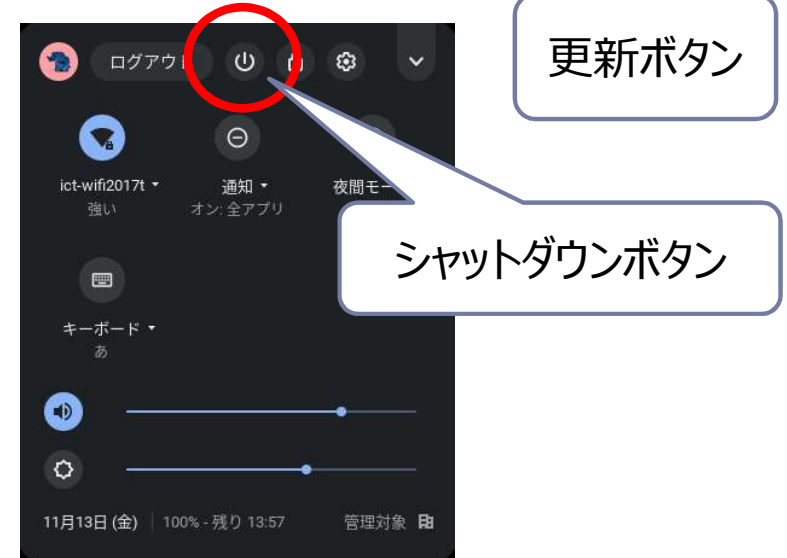 更新ボタン
ログアウト
シャットダウンボタン
ict-wifi2017t
強い
通知
オン: 全アプリ
夜間モー
キーボード
あ
11月13日 (金)
100% - 残り 13:57
管理対象